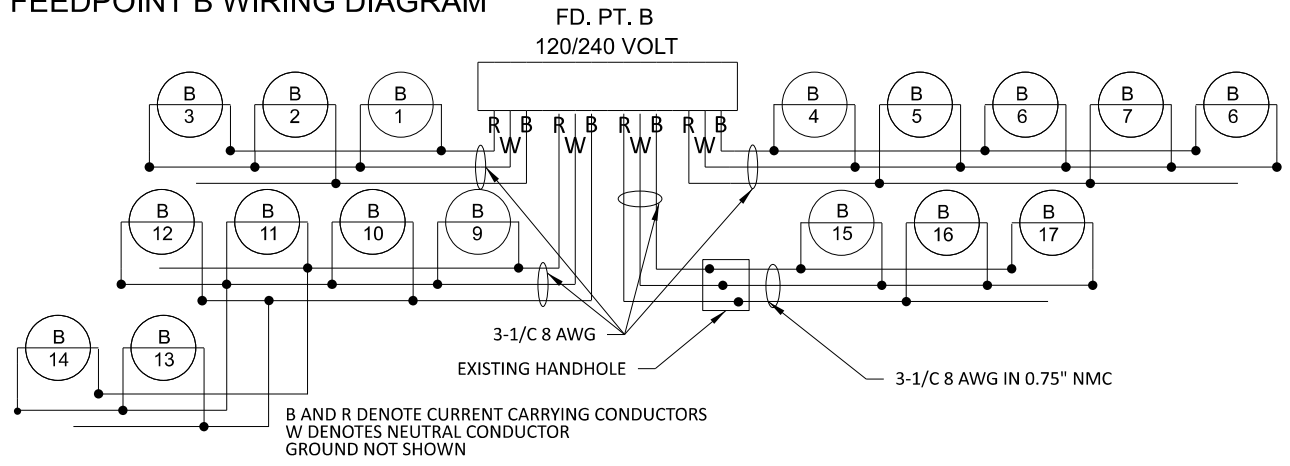 FEEDPOINT B WIRING DIAGRAM
FD. PT. B
120/240 VOLT
B
3
B
2
B
1
B
4
B
5
B
6
B
7
B
6
R W B R W B R W B R W B
B
12
B
11
B
10
B
9
B
15
B
16
B
17
B
14
B
13
3-1/C 8 AWG
EXISTING HANDHOLE
3-1/C 8 AWG IN 0.75" NMC
B AND R DENOTE CURRENT CARRYING CONDUCTORS
W DENOTES NEUTRAL CONDUCTOR
GROUND NOT SHOWN